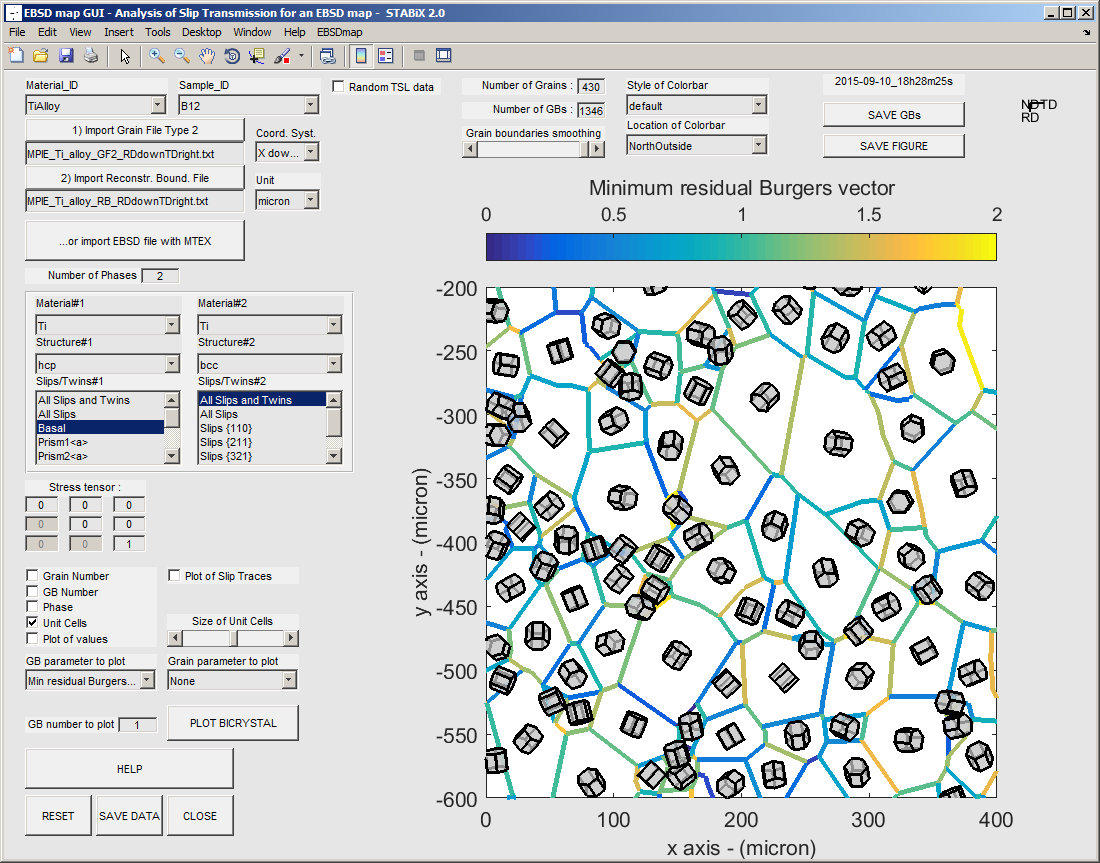 EBSD map GUI - Analysis of Slip Transmission for an EBSD map - STABiX 2.0
File Edit View Insert Tools Desktop Window Help EBSDmap
Material_ID Sample_ID
TiAlloy B12
Random TSL data
1) Import Grain File Type 2
Coord. Syst.
MPIE_Ti_alloy_GF2_RDdownTDright.txt
X dow...
2) Import Reconstr. Bound. File
Unit
MPIE_Ti_alloy_RB_RDdownTDright.txt
micron
...or import EBSD file with MTEX
Number of Phases 2
Material#1 Material#2
Ti Ti
Structure#1 Structure#2
hcp bcc
Slips/Twins#1 Slips/Twins#2
All Slips and Twins All Slips and Twins
All Slips All Slips
Basal Slips {110}
Prism1<a> Slips {211}
Prism2<a> Slips {321}
Stress tensor :
0 0 0
0 0 0
0 0 1
Grain Number
Plot of Slip Traces
GB Number
Phase
Unit Cells
Size of Unit Cells
Plot of values
GB parameter to plot Grain parameter to plot
Min residual Burgers... None
GB number to plot 1
PLOT BICRYSTAL
HELP
RESET SAVE DATA CLOSE
Number of Grains : 430
Number of GBs : 1346
Grain boundaries smoothing
Style of Colorbar
default
Location of Colorbar
NorthOutside
2015-09-10_18h28m25s
SAVE GBs
SAVE FIGURE
NDTD
RD
Minimum residual Burgers vector
0 0.5 1 1.5 2
-200
-250
-300
-350
-400
-450
-500
-550
-600
y axis - (micron)
0 100 200 300 400
x axis - (micron)